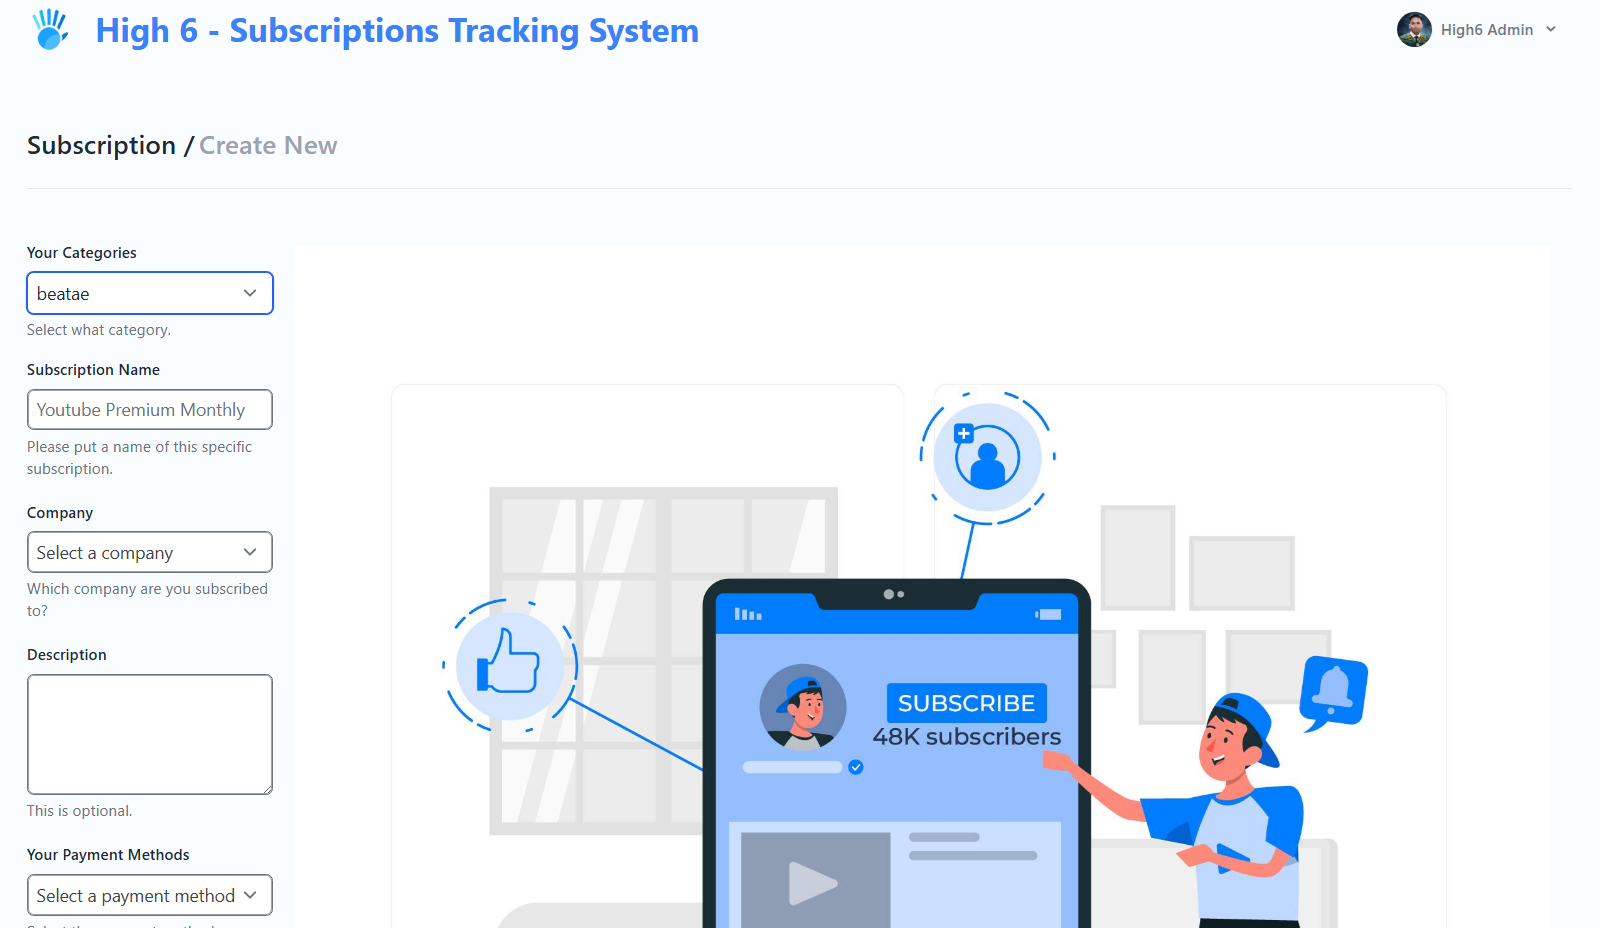 High 6 - Subscriptions Tracking System
High6 Admin
Subscription / Create New
Your Categories
beatae
Select what category.
Subscription Name
Youtube Premium Monthly
Please put a name of this specific
subscription.
Company
Select a company
Which company are you subscribed
to?
Description
This is optional.
Your Payment Methods
Select a payment method
SUBSCRIBE
48K subscribers